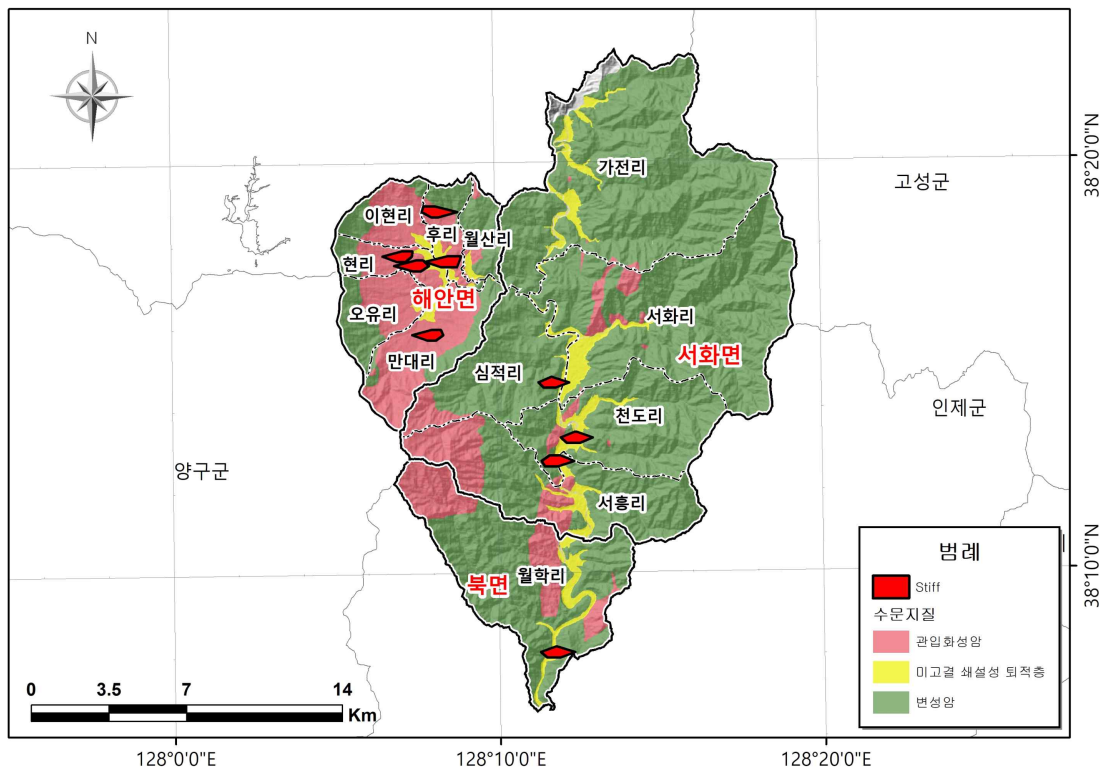 N
가전리
고성군
38°20'0"N
이현리
후리
월산리
현리
해안면
오유리
서화리
서화면
만대리
심적리
천도리
인제군
양구군
서흥리
월학리
북면
38°10'0"N
범례
Stiff
수문지질
관입화성암
미고결 쇄설성 퇴적층
변성암
0 3.5 7 14
Km
128°0'0"E 128°10'0"E 128°20'0"E